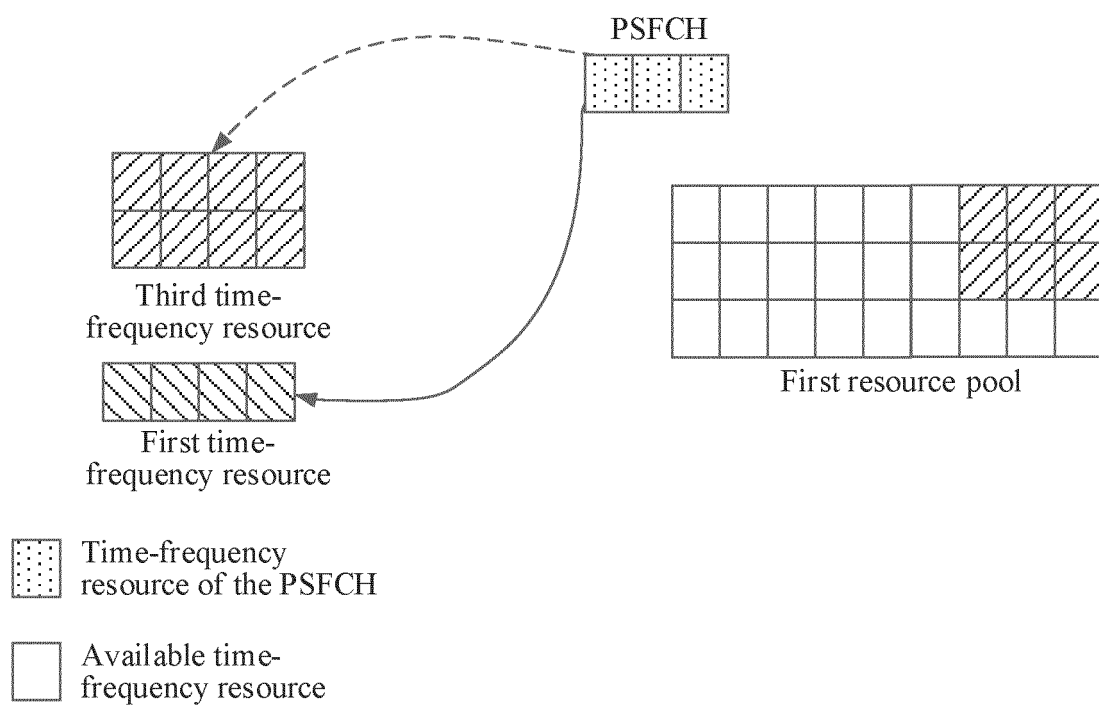 PSFCH
Third time-
frequency resource
First resource pool
First time-
frequency resource
Time-frequency
resource of the PSFCH
Available time-
frequency resource